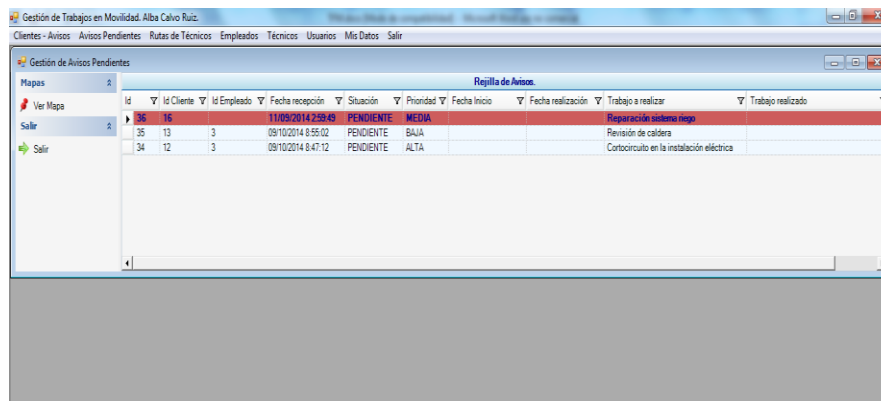 Gestión de Trabajos en Movilidad. Alba Calvo Ruiz.
Clientes - Avisos Avisos Pendientes Rutas de Técnicos Empleados Técnicos Usuarios Mis Datos Salir
Gestión de Avisos Pendientes
Mapas
Ver Mapa
Salir
Salir
Rejilla de Avisos.
Id Id Cliente Id Empleado Fecha recepción Situación Prioridad Fecha Inicio Fecha realización Trabajo a realizar Trabajo realizado
36 16 11/09/2014 2:59:49 PENDIENTE MEDIA Reparación sistema riego
35 13 3 09/10/2014 8:55:02 PENDIENTE BAJA Revisión de caldera
34 12 3 09/10/2014 8:47:12 PENDIENTE ALTA Cortocircuito en la instalación eléctrica